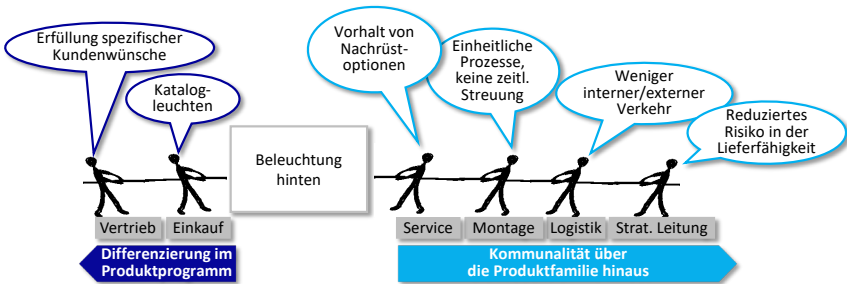 Erfüllung spezifischer
Kundenwünsche
Katalog-
leuchten
Beleuchtung
hinten
Vorhalt von
Nachrüst-
optionen
Einheitliche
Prozesse,
keine zeitl.
Streuung
Weniger
interner/externer
Verkehr
Reduziertes
Risiko in der
Lieferfähigkeit
Vertrieb
Einkauf
Service
Montage
Logistik
Strat. Leitung
Differenzierung im
Produktprogramm
Kommunalität über
die Produktfamilie hinaus